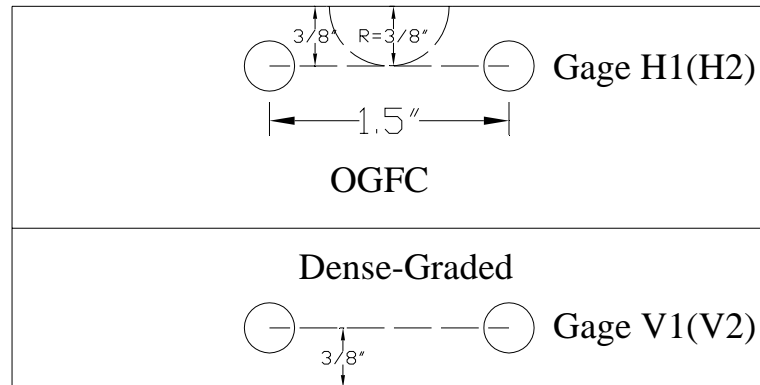 3/8" R=3/8"
Gage H1(H2)
1.5"
OGFC
Dense-Graded
Gage V1(V2)
3/8"